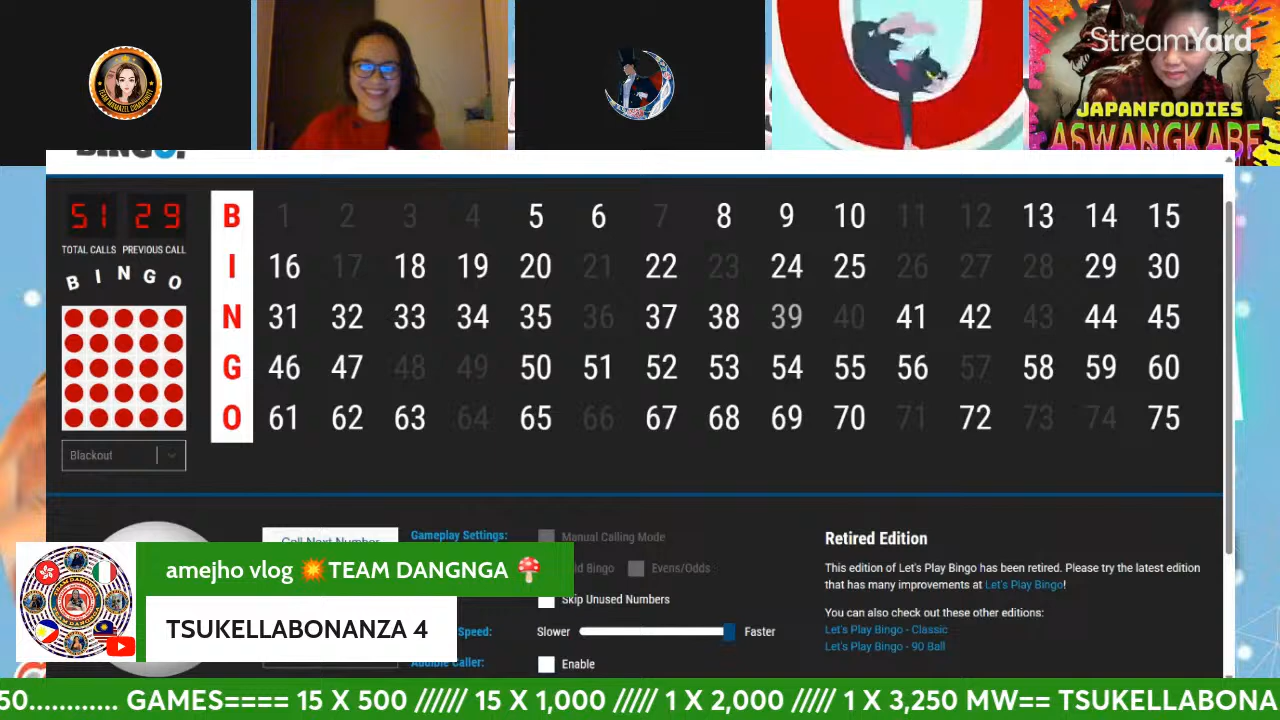 StreamYard
JAPANFOODIES
ASWANGKABE
BINGO!
51 29
TOTAL CALLS PREVIOUS CALL
B I N G O
B 1 2 3 4 5 6 7 8 9 10 11 12 13 14 15
I 16 17 18 19 20 21 22 23 24 25 26 27 28 29 30
N 31 32 33 34 35 36 37 38 39 40 41 42 43 44 45
G 46 47 48 49 50 51 52 53 54 55 56 57 58 59 60
O 61 62 63 64 65 66 67 68 69 70 71 72 73 74 75
Blackout
Call Next Number
Gameplay Settings:
Manual Calling Mode
Bingo
Evens/Odds
Skip Unused Numbers
Speed:
Slower
Faster
Audible Caller:
Enable
Retired Edition
This edition of Let's Play Bingo has been retired. Please try the latest edition
that has many improvements at Let's Play Bingo!
You can also check out these other editions:
Let's Play Bingo - Classic
Let's Play Bingo - 90 Ball
amejho vlog 💥TEAM DANGNGA 🍄
TSUKELLABONANZA 4
50............ GAMES==== 15 X 500 ////// 15 X 1,000 ///// 1 X 2,000 ///// 1 X 3,250 MW== TSUKELLABONA